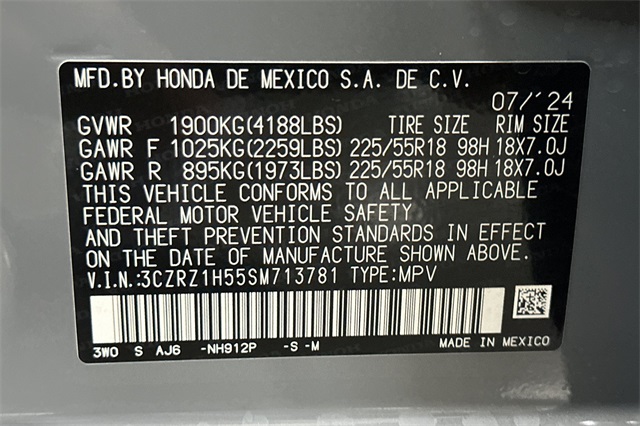 MFD. BY HONDA DE MEXICO S.A. DE C.V.
07/'24
GVWR 1900KG(4188LBS) TIRE SIZE RIM SIZE
GAWR F 1025KG(2259LBS) 225/55R18 98H 18X7.0J
GAWR R 895KG(1973LBS) 225/55R18 98H 18X7.0J
THIS VEHICLE CONFORMS TO ALL APPLICABLE
FEDERAL MOTOR VEHICLE SAFETY
AND THEFT PREVENTION STANDARDS IN EFFECT
ON THE DATE OF MANUFACTURE SHOWN ABOVE.
V.I.N.:3CZRZ1H55SM713781 TYPE:MPV
3W0 S AJ6 -NH912P -S -M MADE IN MEXICO